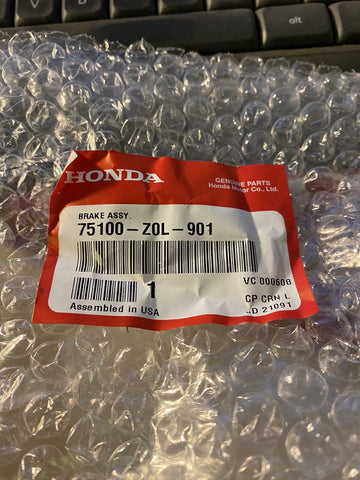 V B N M
alt
HONDA
GENUINE PARTS
Honda Motor Co., Ltd.
BRAKE ASSY.
75100-Z0L-901
1
VC 000608
Assembled in USA
CP CRN L
21091